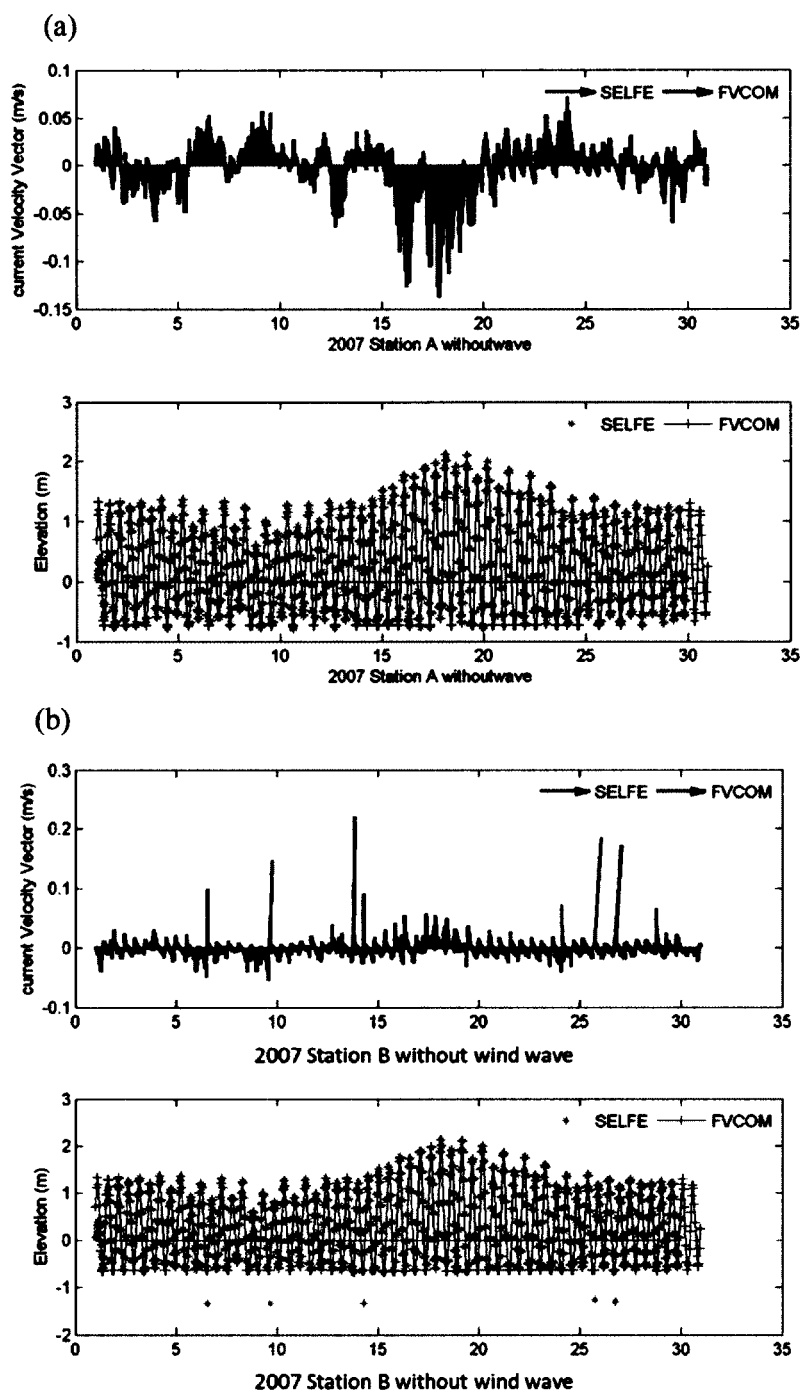 (a)
0.1
0.05
0
-0.05
-0.1
-0.15
current Velocity Vector (m/s)
SELFE FVCOM
0 5 10 15 20 25 30 35
2007 Station A withoutwave
3
2
1
0
-1
Elevation (m)
SELFE FVCOM
0 5 10 15 20 25 30 35
2007 Station A withoutwave
(b)
0.3
0.2
0.1
0
-0.1
current Velocity Vector (m/s)
SELFE FVCOM
0 5 10 15 20 25 30 35
2007 Station B without wind wave
3
2
1
0
-1
-2
Elevation (m)
SELFE FVCOM
0 5 10 15 20 25 30 35
2007 Station B without wind wave